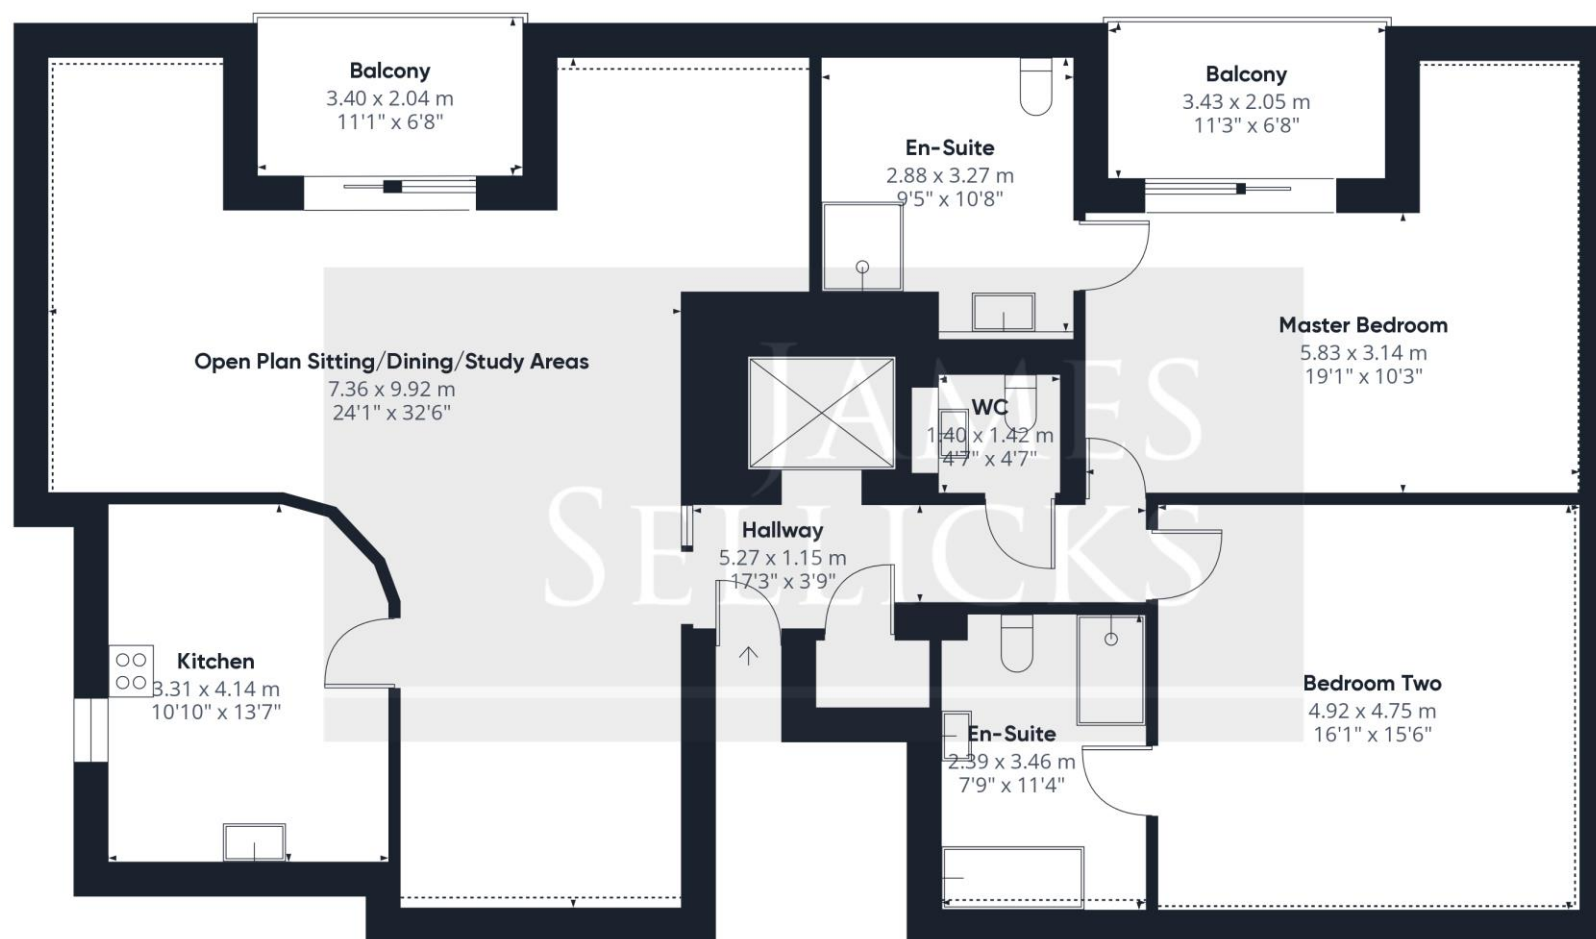 Balcony
3.40 x 2.04 m
11'1" x 6'8"
Balcony
3.43 x 2.05 m
11'3" x 6'8"
En-Suite
2.88 x 3.27 m
9'5" x 10'8"
Master Bedroom
5.83 x 3.14 m
19'1" x 10'3"
Open Plan Sitting/Dining/Study Areas
7.36 x 9.92 m
24'1" x 32'6"
WC
1.40 x 1.42 m
4'7" x 4'7"
JAMES
SELLICKS
Hallway
5.27 x 1.15 m
17'3" x 3'9"
Kitchen
3.31 x 4.14 m
10'10" x 13'7"
En-Suite
2.39 x 3.46 m
7'9" x 11'4"
Bedroom Two
4.92 x 4.75 m
16'1" x 15'6"